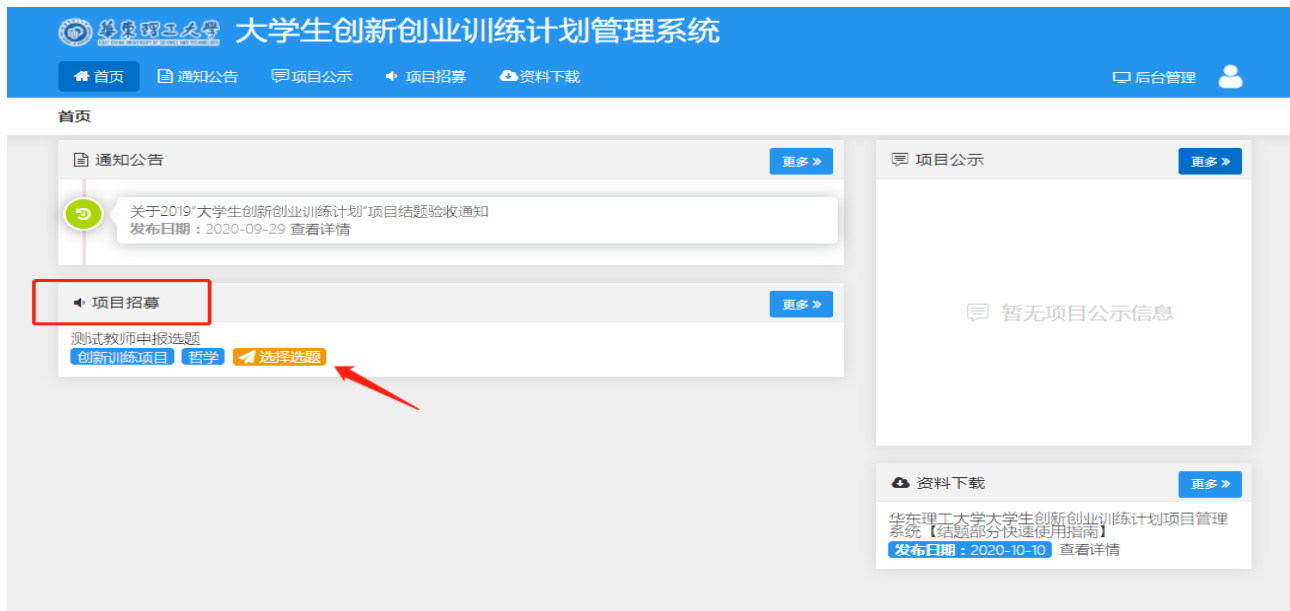 華東理工大學 大学生创新创业训练计划管理系统
EAST CHINA UNIVERSITY OF SCIENCE AND TECHNOLOGY
首页 通知公告 项目公示 项目招募 资料下载 后台管理
首页
通知公告 更多 »
关于2019“大学生创新创业训练计划”项目结题验收通知
发布日期：2020-09-29 查看详情
项目招募 更多 »
测试教师申报选题
创新训练项目 哲学 选择选题
项目公示 更多 »
暂无项目公示信息
资料下载 更多 »
华东理工大学大学生创新创业训练计划项目管理
系统【结题部分快速使用指南】
发布日期：2020-10-10 查看详情